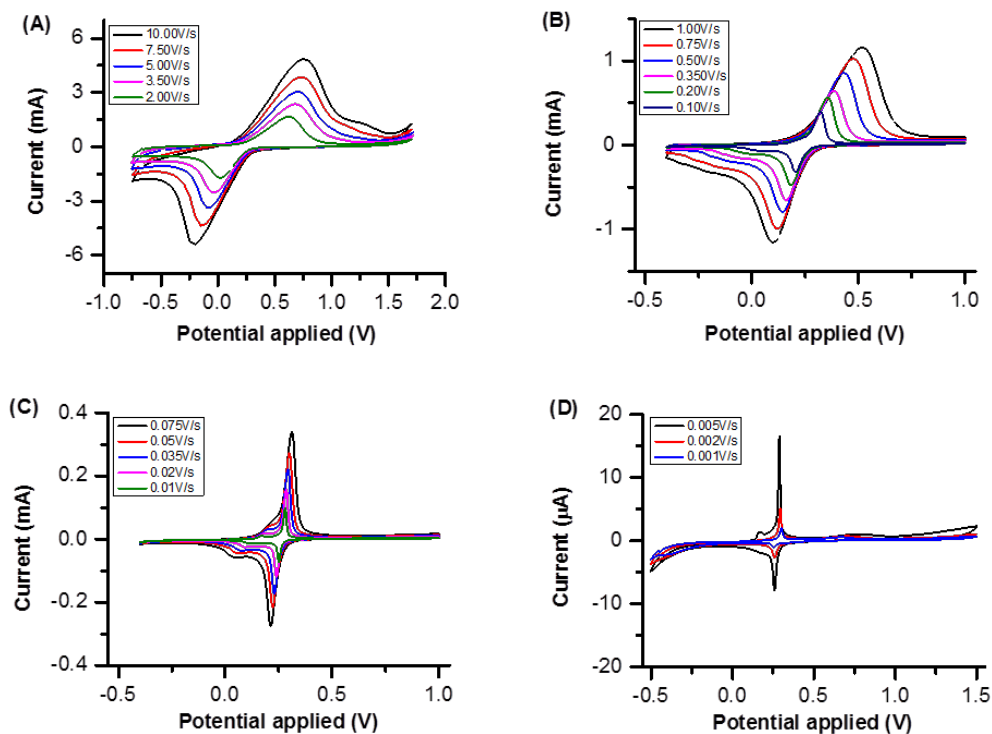 (A)
10.00V/s
7.50V/s
5.00V/s
3.50V/s
2.00V/s
6
3
0
-3
-6
Current (mA)
-1.0 -0.5 0.0 0.5 1.0 1.5 2.0
Potential applied (V)
(B)
1.00V/s
0.75V/s
0.50V/s
0.350V/s
0.20V/s
0.10V/s
1
0
-1
Current (mA)
-0.5 0.0 0.5 1.0
Potential applied (V)
(C)
0.075V/s
0.05V/s
0.035V/s
0.02V/s
0.01V/s
0.4
0.2
0.0
-0.2
-0.4
Current (mA)
-0.5 0.0 0.5 1.0
Potential applied (V)
(D)
0.005V/s
0.002V/s
0.001V/s
20
10
0
-10
-20
Current (µA)
-0.5 0.0 0.5 1.0 1.5
Potential applied (V)